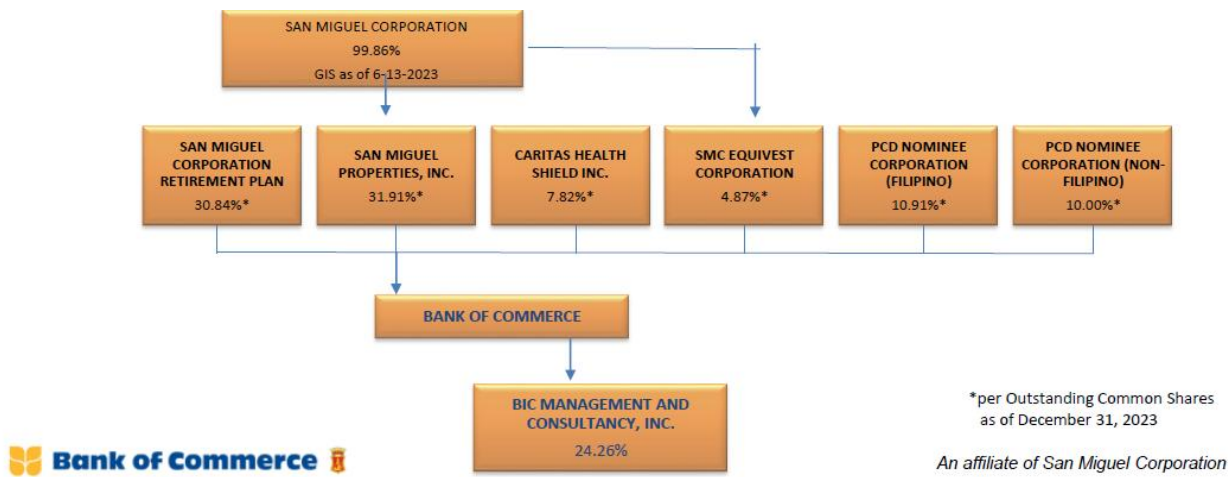 SAN MIGUEL CORPORATION
99.86%
GIS as of 6-13-2023
SAN MIGUEL
CORPORATION
RETIREMENT PLAN
30.84%*
SAN MIGUEL
PROPERTIES, INC.
31.91%*
CARITAS HEALTH
SHIELD INC.
7.82%*
SMC EQUIVEST
CORPORATION
4.87%*
PCD NOMINEE
CORPORATION
(FILIPINO)
10.91%*
PCD NOMINEE
CORPORATION (NON-
FILIPINO)
10.00%*
BANK OF COMMERCE
BIC MANAGEMENT AND
CONSULTANCY, INC.
24.26%
*per Outstanding Common Shares
as of December 31, 2023
Bank of Commerce
An affiliate of San Miguel Corporation